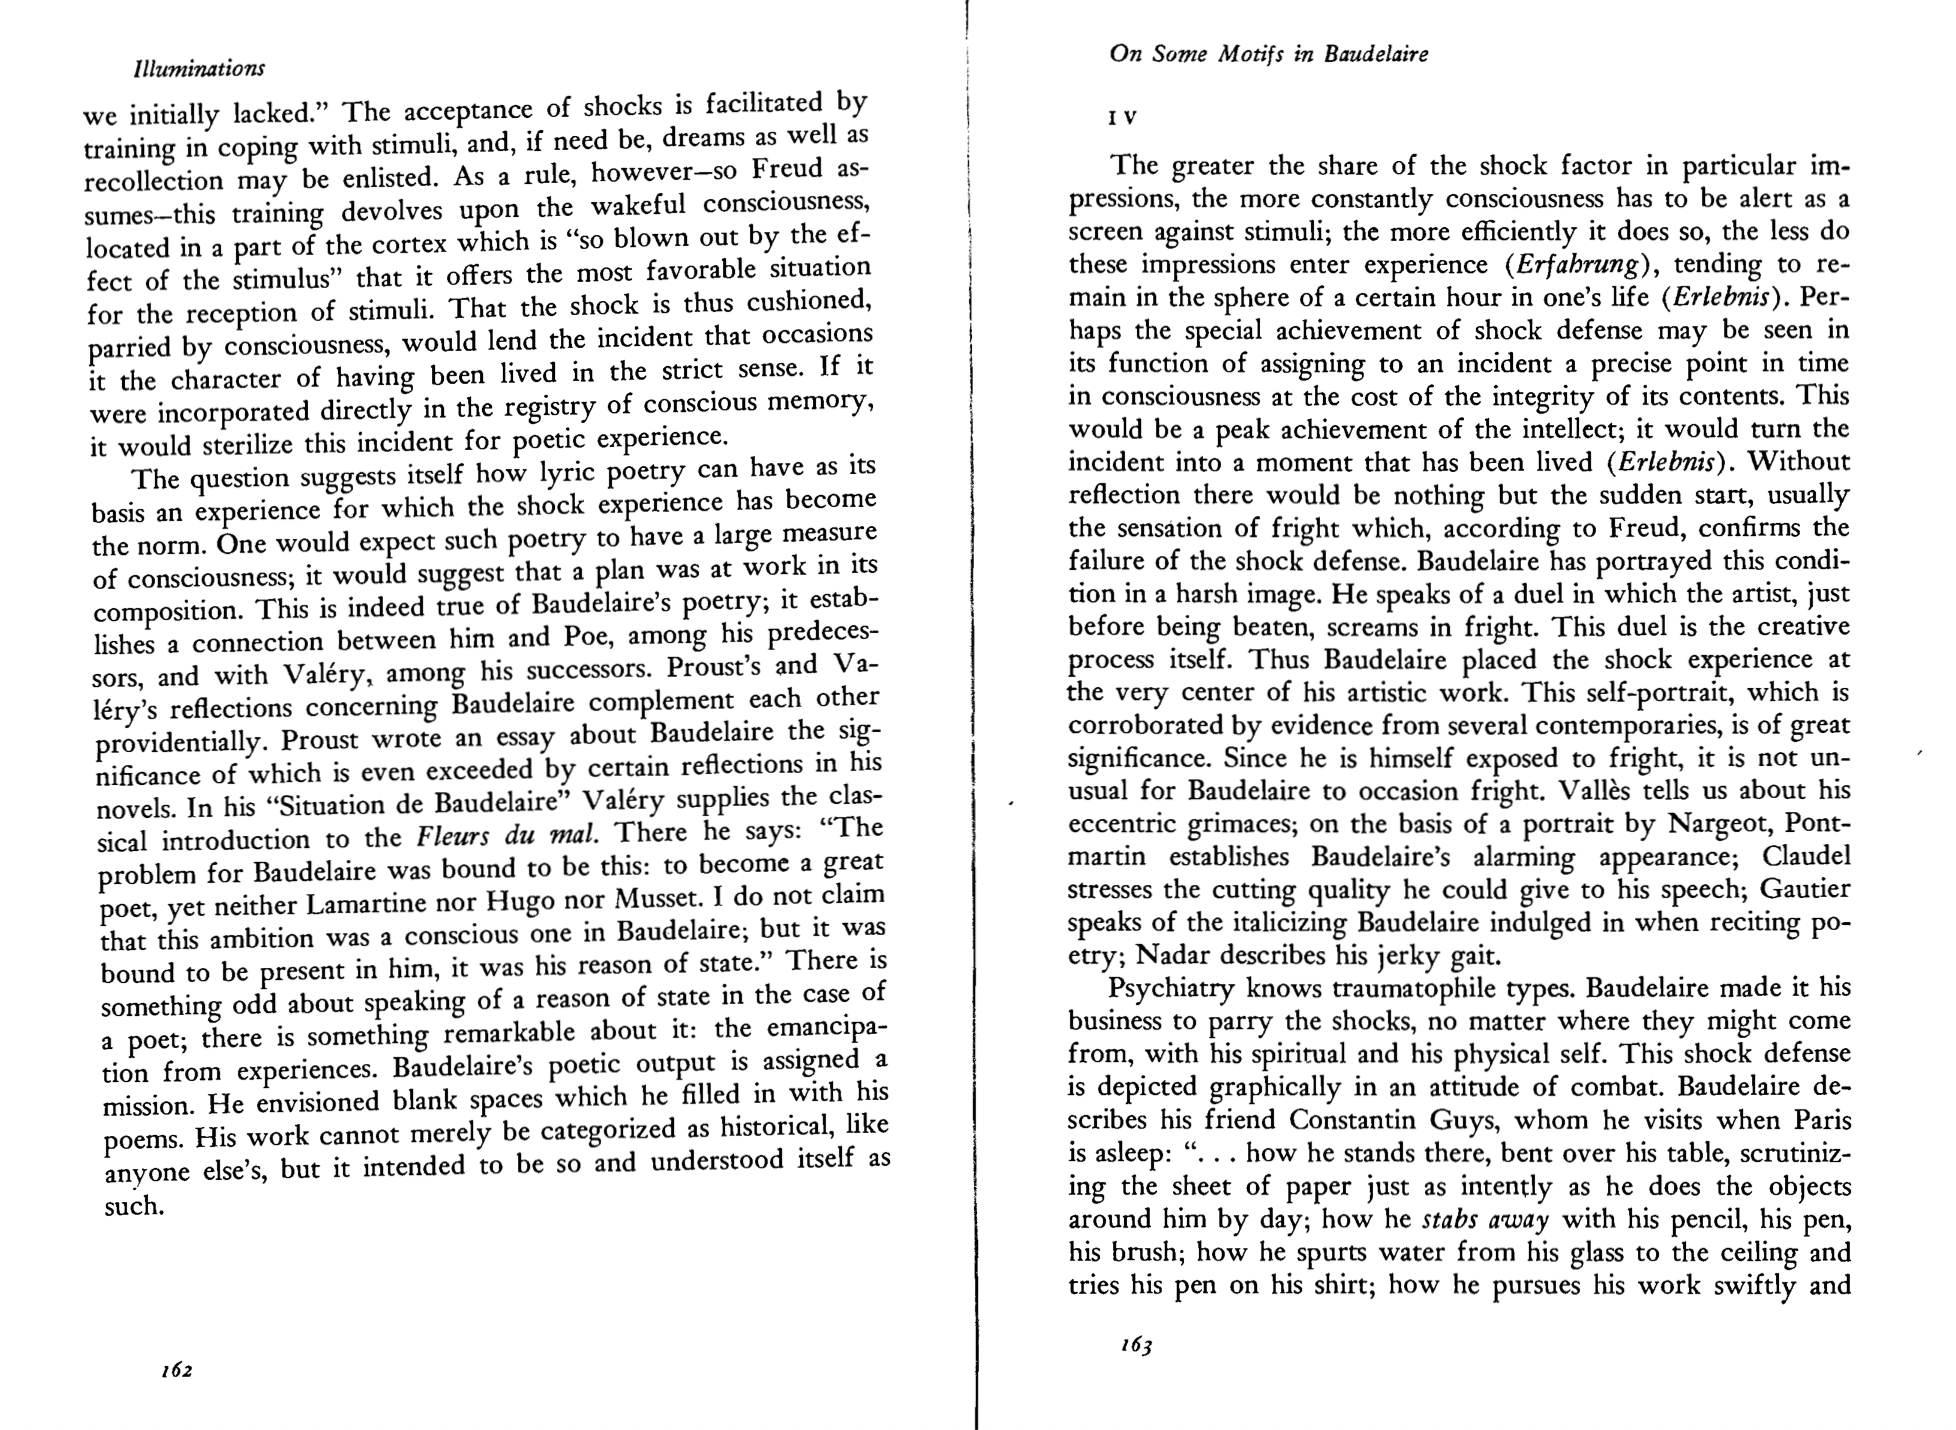 Illuminations
we initially lacked.” The acceptance of shocks is facilitated by
training in coping with stimuli, and, if need be, dreams as well as
recollection may be enlisted. As a rule, however—so Freud as-
sumes—this training devolves upon the wakeful consciousness,
located in a part of the cortex which is “so blown out by the ef-
fect of the stimulus” that it offers the most favorable situation
for the reception of stimuli. That the shock is thus cushioned,
parried by consciousness, would lend the incident that occasions
it the character of having been lived in the strict sense. If it
were incorporated directly in the registry of conscious memory,
it would sterilize this incident for poetic experience.
The question suggests itself how lyric poetry can have as its
basis an experience for which the shock experience has become
the norm. One would expect such poetry to have a large measure
of consciousness; it would suggest that a plan was at work in its
composition. This is indeed true of Baudelaire’s poetry; it estab-
lishes a connection between him and Poe, among his predeces-
sors, and with Valéry, among his successors. Proust’s and Va-
léry’s reflections concerning Baudelaire complement each other
providentially. Proust wrote an essay about Baudelaire the sig-
nificance of which is even exceeded by certain reflections in his
novels. In his “Situation de Baudelaire” Valéry supplies the clas-
sical introduction to the Fleurs du mal. There he says: “The
problem for Baudelaire was bound to be this: to become a great
poet, yet neither Lamartine nor Hugo nor Musset. I do not claim
that this ambition was a conscious one in Baudelaire; but it was
bound to be present in him, it was his reason of state.” There is
something odd about speaking of a reason of state in the case of
a poet; there is something remarkable about it: the emancipa-
tion from experiences. Baudelaire’s poetic output is assigned a
mission. He envisioned blank spaces which he filled in with his
poems. His work cannot merely be categorized as historical, like
anyone else’s, but it intended to be so and understood itself as
such.
162
On Some Motifs in Baudelaire
IV
The greater the share of the shock factor in particular im-
pressions, the more constantly consciousness has to be alert as a
screen against stimuli; the more efficiently it does so, the less do
these impressions enter experience (Erfahrung), tending to re-
main in the sphere of a certain hour in one’s life (Erlebnis). Per-
haps the special achievement of shock defense may be seen in
its function of assigning to an incident a precise point in time
in consciousness at the cost of the integrity of its contents. This
would be a peak achievement of the intellect; it would turn the
incident into a moment that has been lived (Erlebnis). Without
reflection there would be nothing but the sudden start, usually
the sensation of fright which, according to Freud, confirms the
failure of the shock defense. Baudelaire has portrayed this condi-
tion in a harsh image. He speaks of a duel in which the artist, just
before being beaten, screams in fright. This duel is the creative
process itself. Thus Baudelaire placed the shock experience at
the very center of his artistic work. This self-portrait, which is
corroborated by evidence from several contemporaries, is of great
significance. Since he is himself exposed to fright, it is not un-
usual for Baudelaire to occasion fright. Vallès tells us about his
eccentric grimaces; on the basis of a portrait by Nargeot, Pont-
martin establishes Baudelaire’s alarming appearance; Claudel
stresses the cutting quality he could give to his speech; Gautier
speaks of the italicizing Baudelaire indulged in when reciting po-
etry; Nadar describes his jerky gait.
Psychiatry knows traumatophile types. Baudelaire made it his
business to parry the shocks, no matter where they might come
from, with his spiritual and his physical self. This shock defense
is depicted graphically in an attitude of combat. Baudelaire de-
scribes his friend Constantin Guys, whom he visits when Paris
is asleep: “. . . how he stands there, bent over his table, scrutiniz-
ing the sheet of paper just as intently as he does the objects
around him by day; how he stabs away with his pencil, his pen,
his brush; how he spurts water from his glass to the ceiling and
tries his pen on his shirt; how he pursues his work swiftly and
163